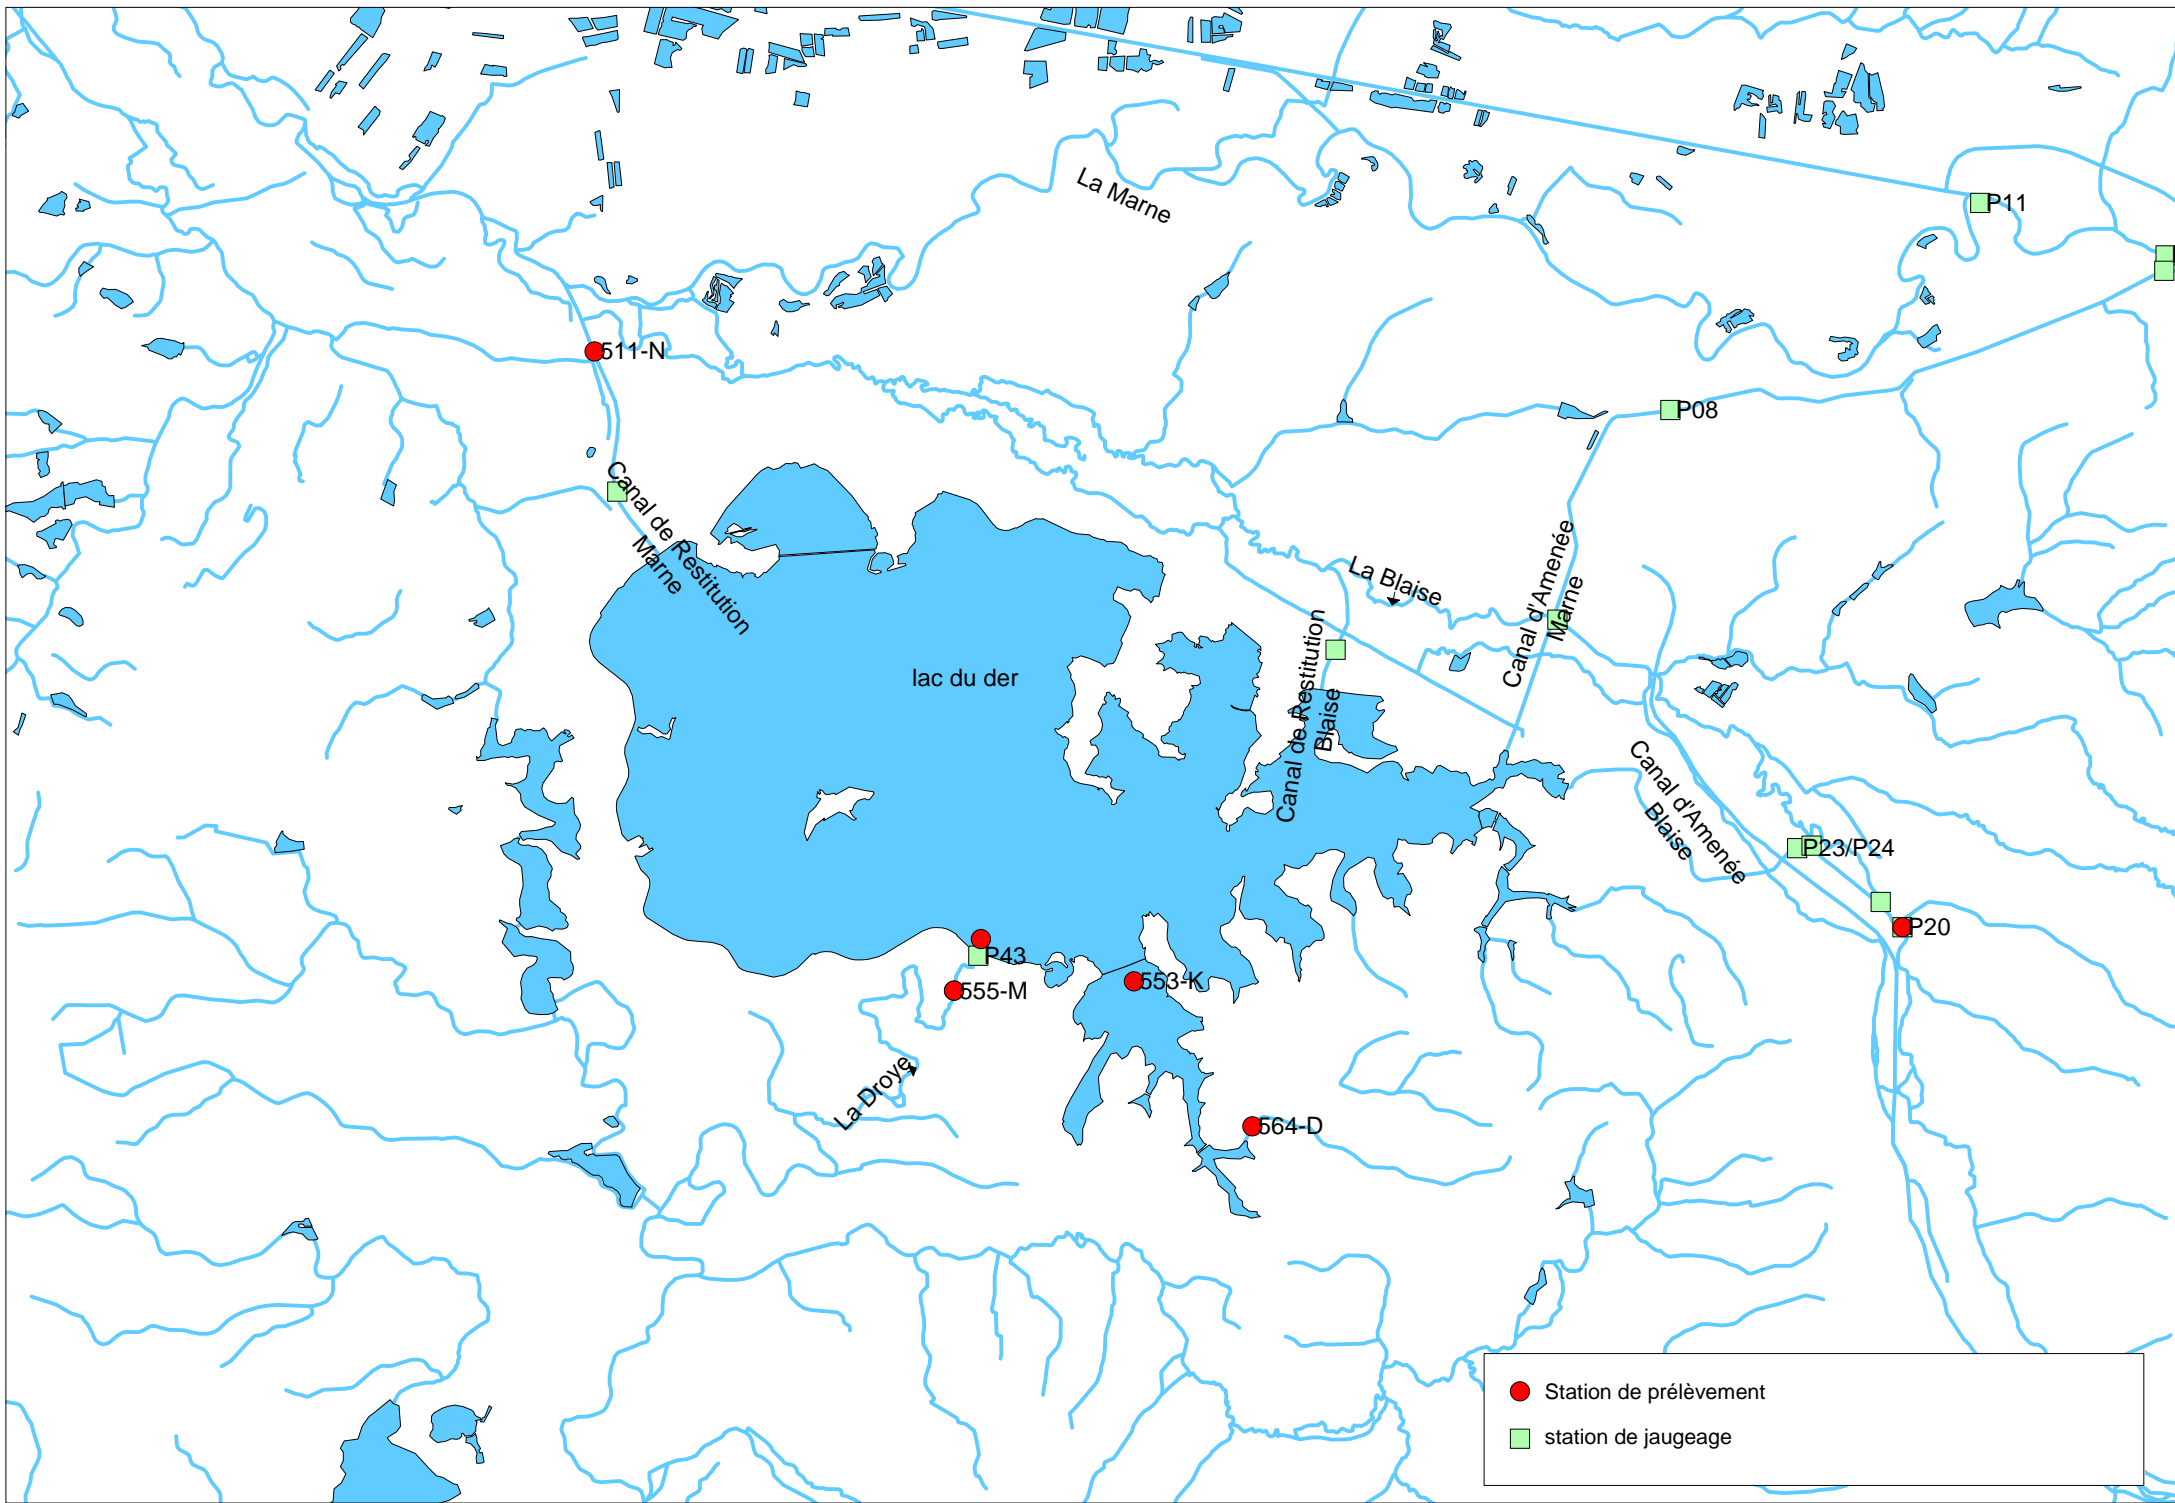 La Marne
P11
511-N
P08
Canal de Restitution
Marne
La Blaise
Canal d'Amenée
Marne
lac du der
Canal de Restitution
Blaise
Canal d'Amenée
Blaise
P23/P24
P20
P43
555-M
553-K
La Droye
564-D
Station de prélèvement
station de jaugeage